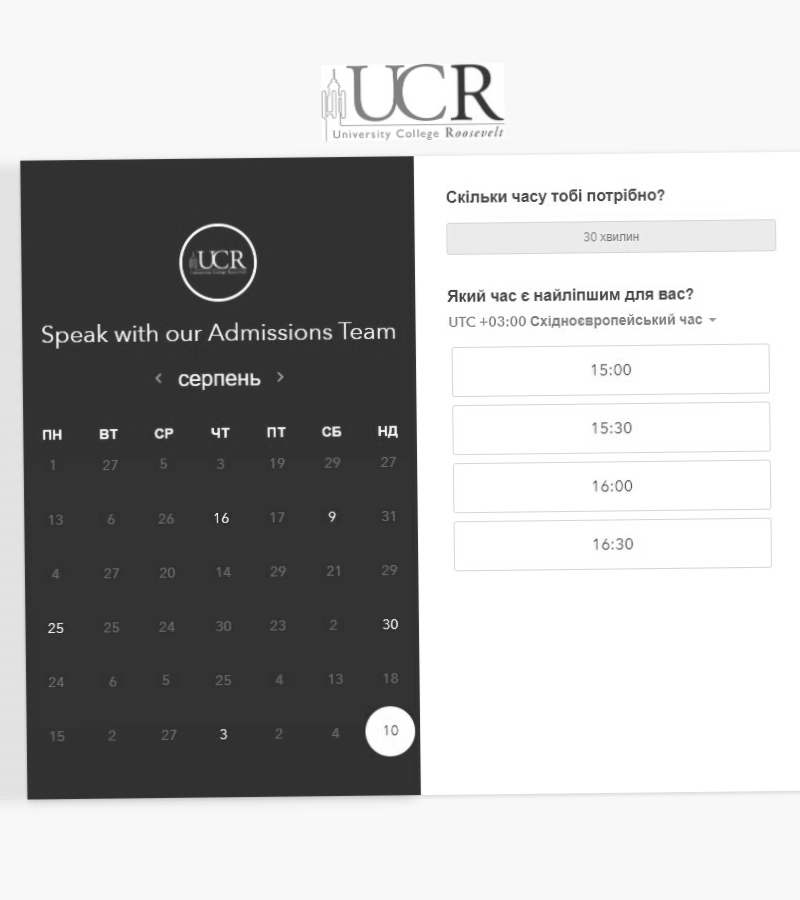 UCR
University College Roosevelt
UCR
University College Roosevelt
Speak with our Admissions Team
серпень
ПН ВТ СР ЧТ ПТ СБ НД
1 27 5 3 19 29 27
13 6 26 16 17 9 31
4 27 20 14 29 21 29
25 25 24 30 23 2 30
24 6 5 25 4 13 18
15 2 27 3 2 4 10
Скільки часу тобі потрібно?
30 хвилин
Який час є найліпшим для вас?
UTC +03:00 Східноєвропейський час
15:00
15:30
16:00
16:30